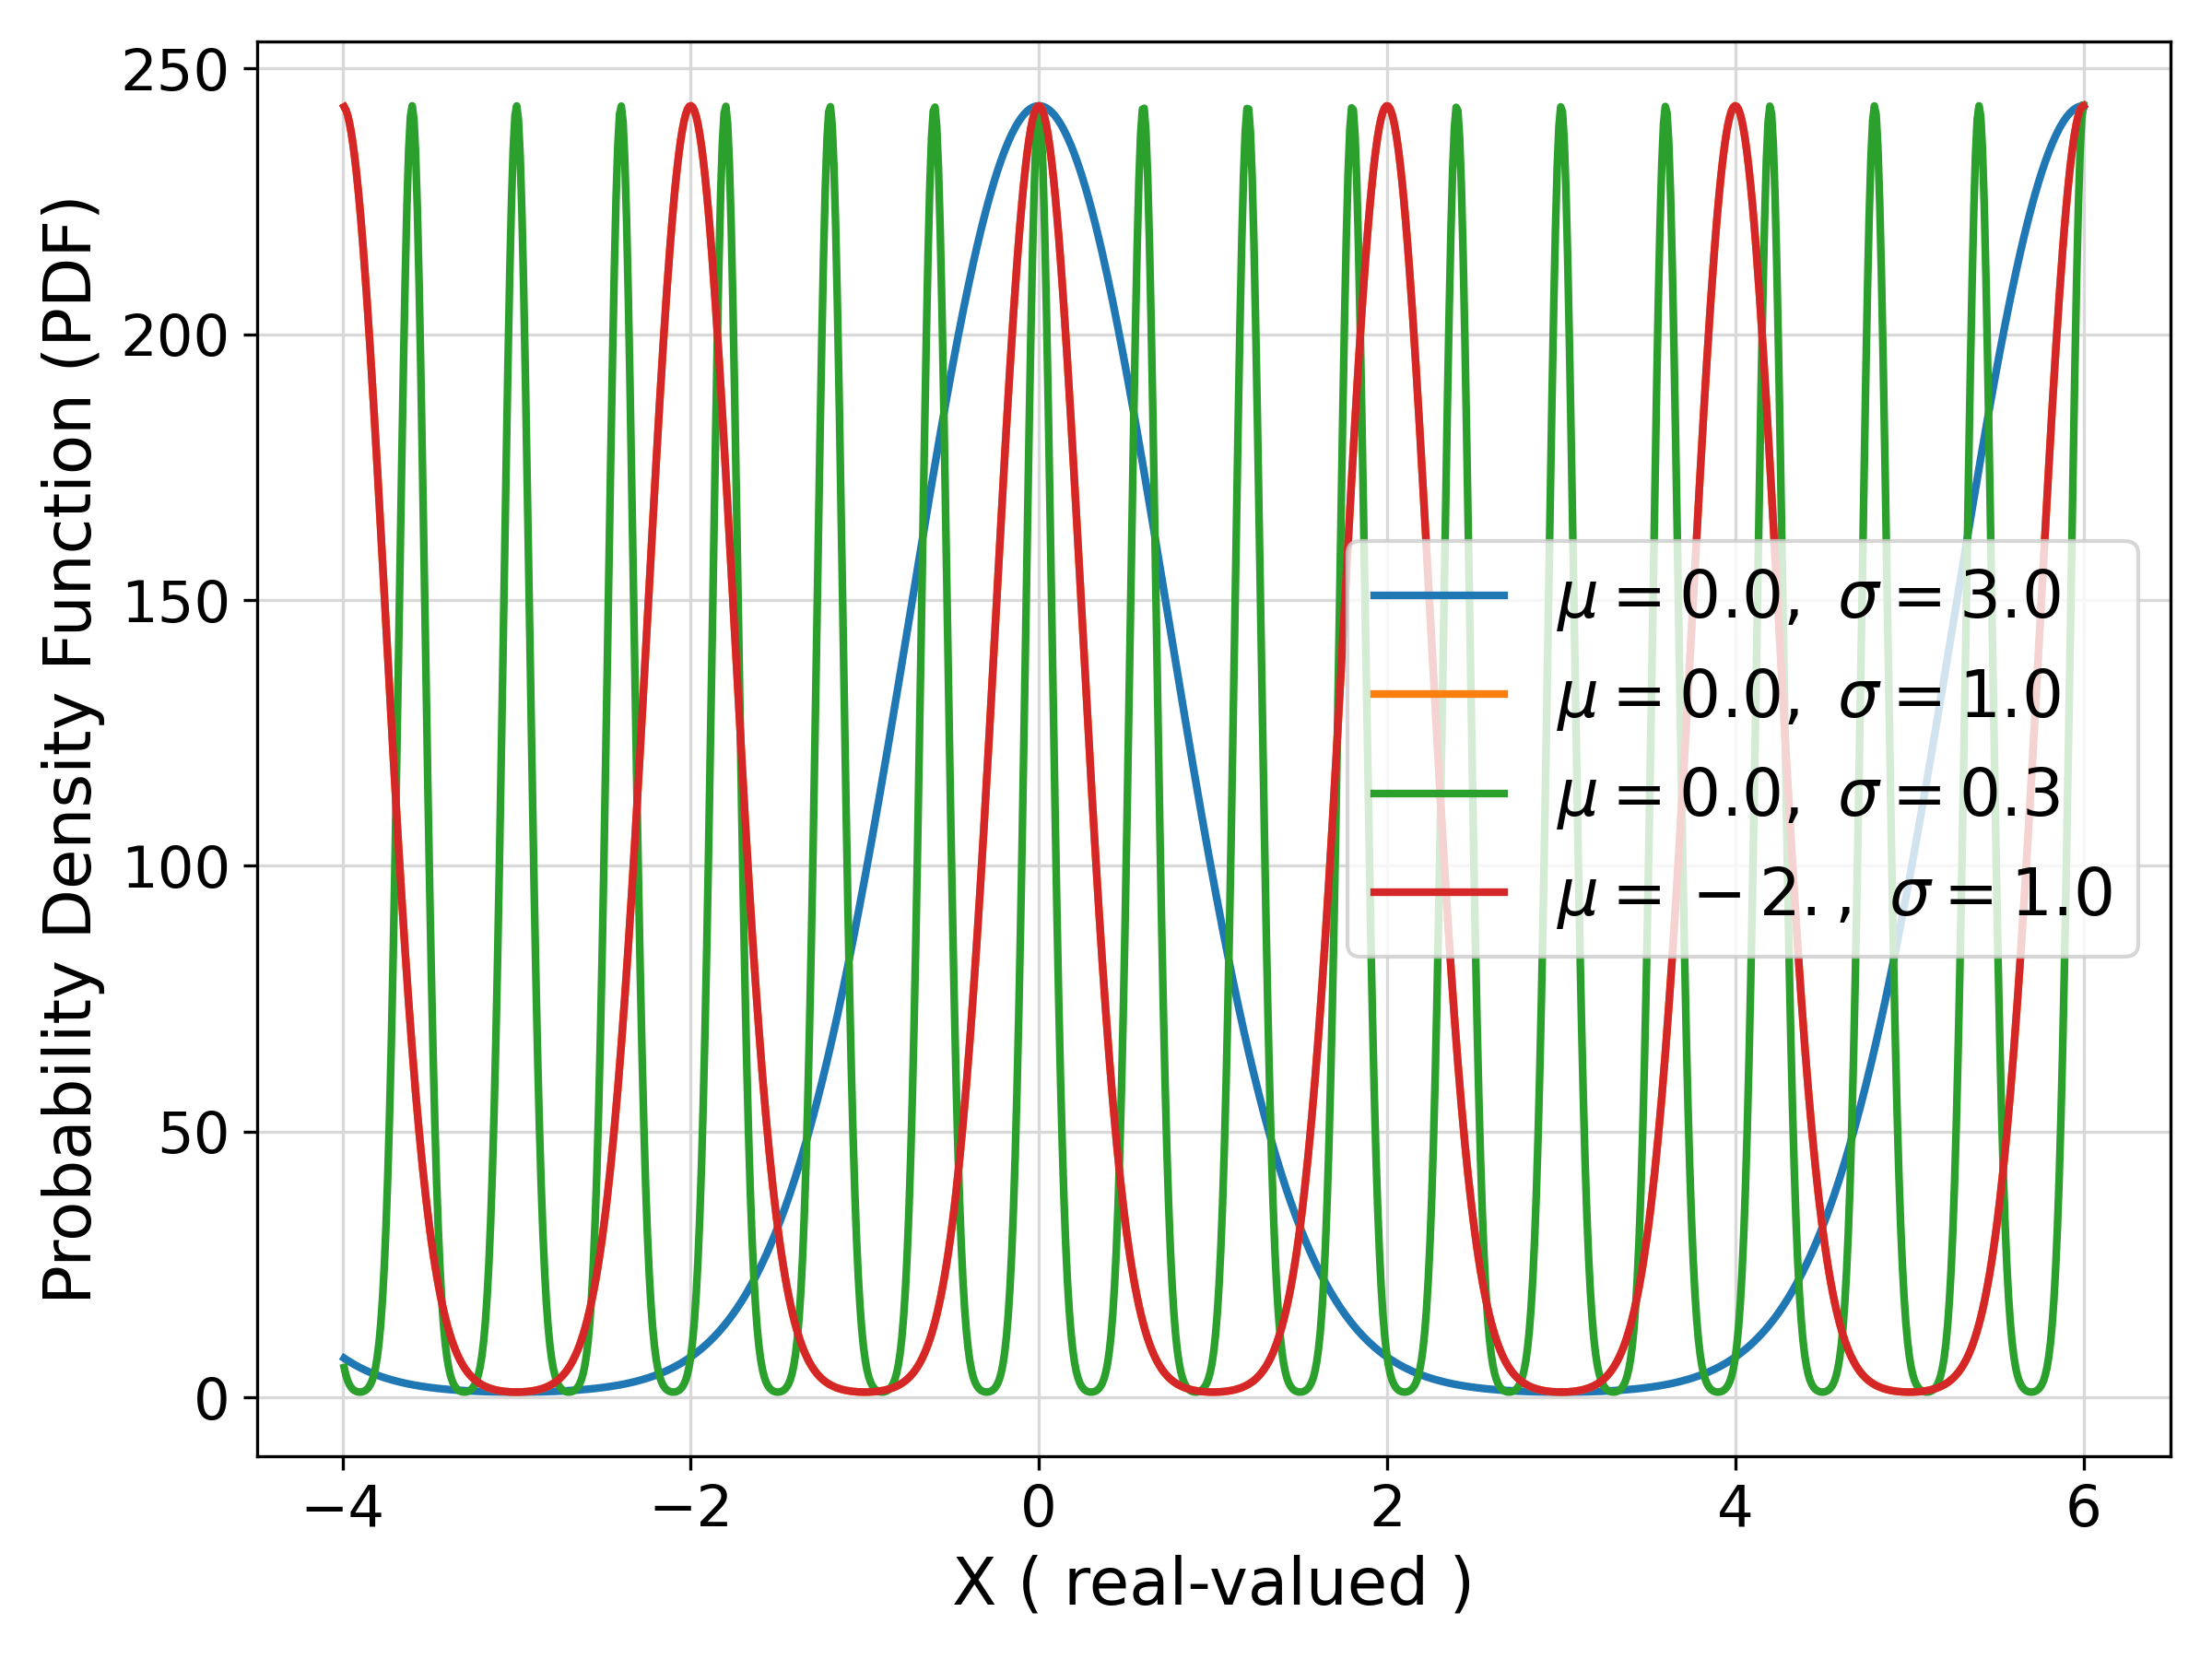 Probability Density Function (PDF)
250
200
150
100
50
0
μ = 0.0, σ = 3.0
μ = 0.0, σ = 1.0
μ = 0.0, σ = 0.3
μ = −2., σ = 1.0
−4 −2 0 2 4 6
X ( real-valued )